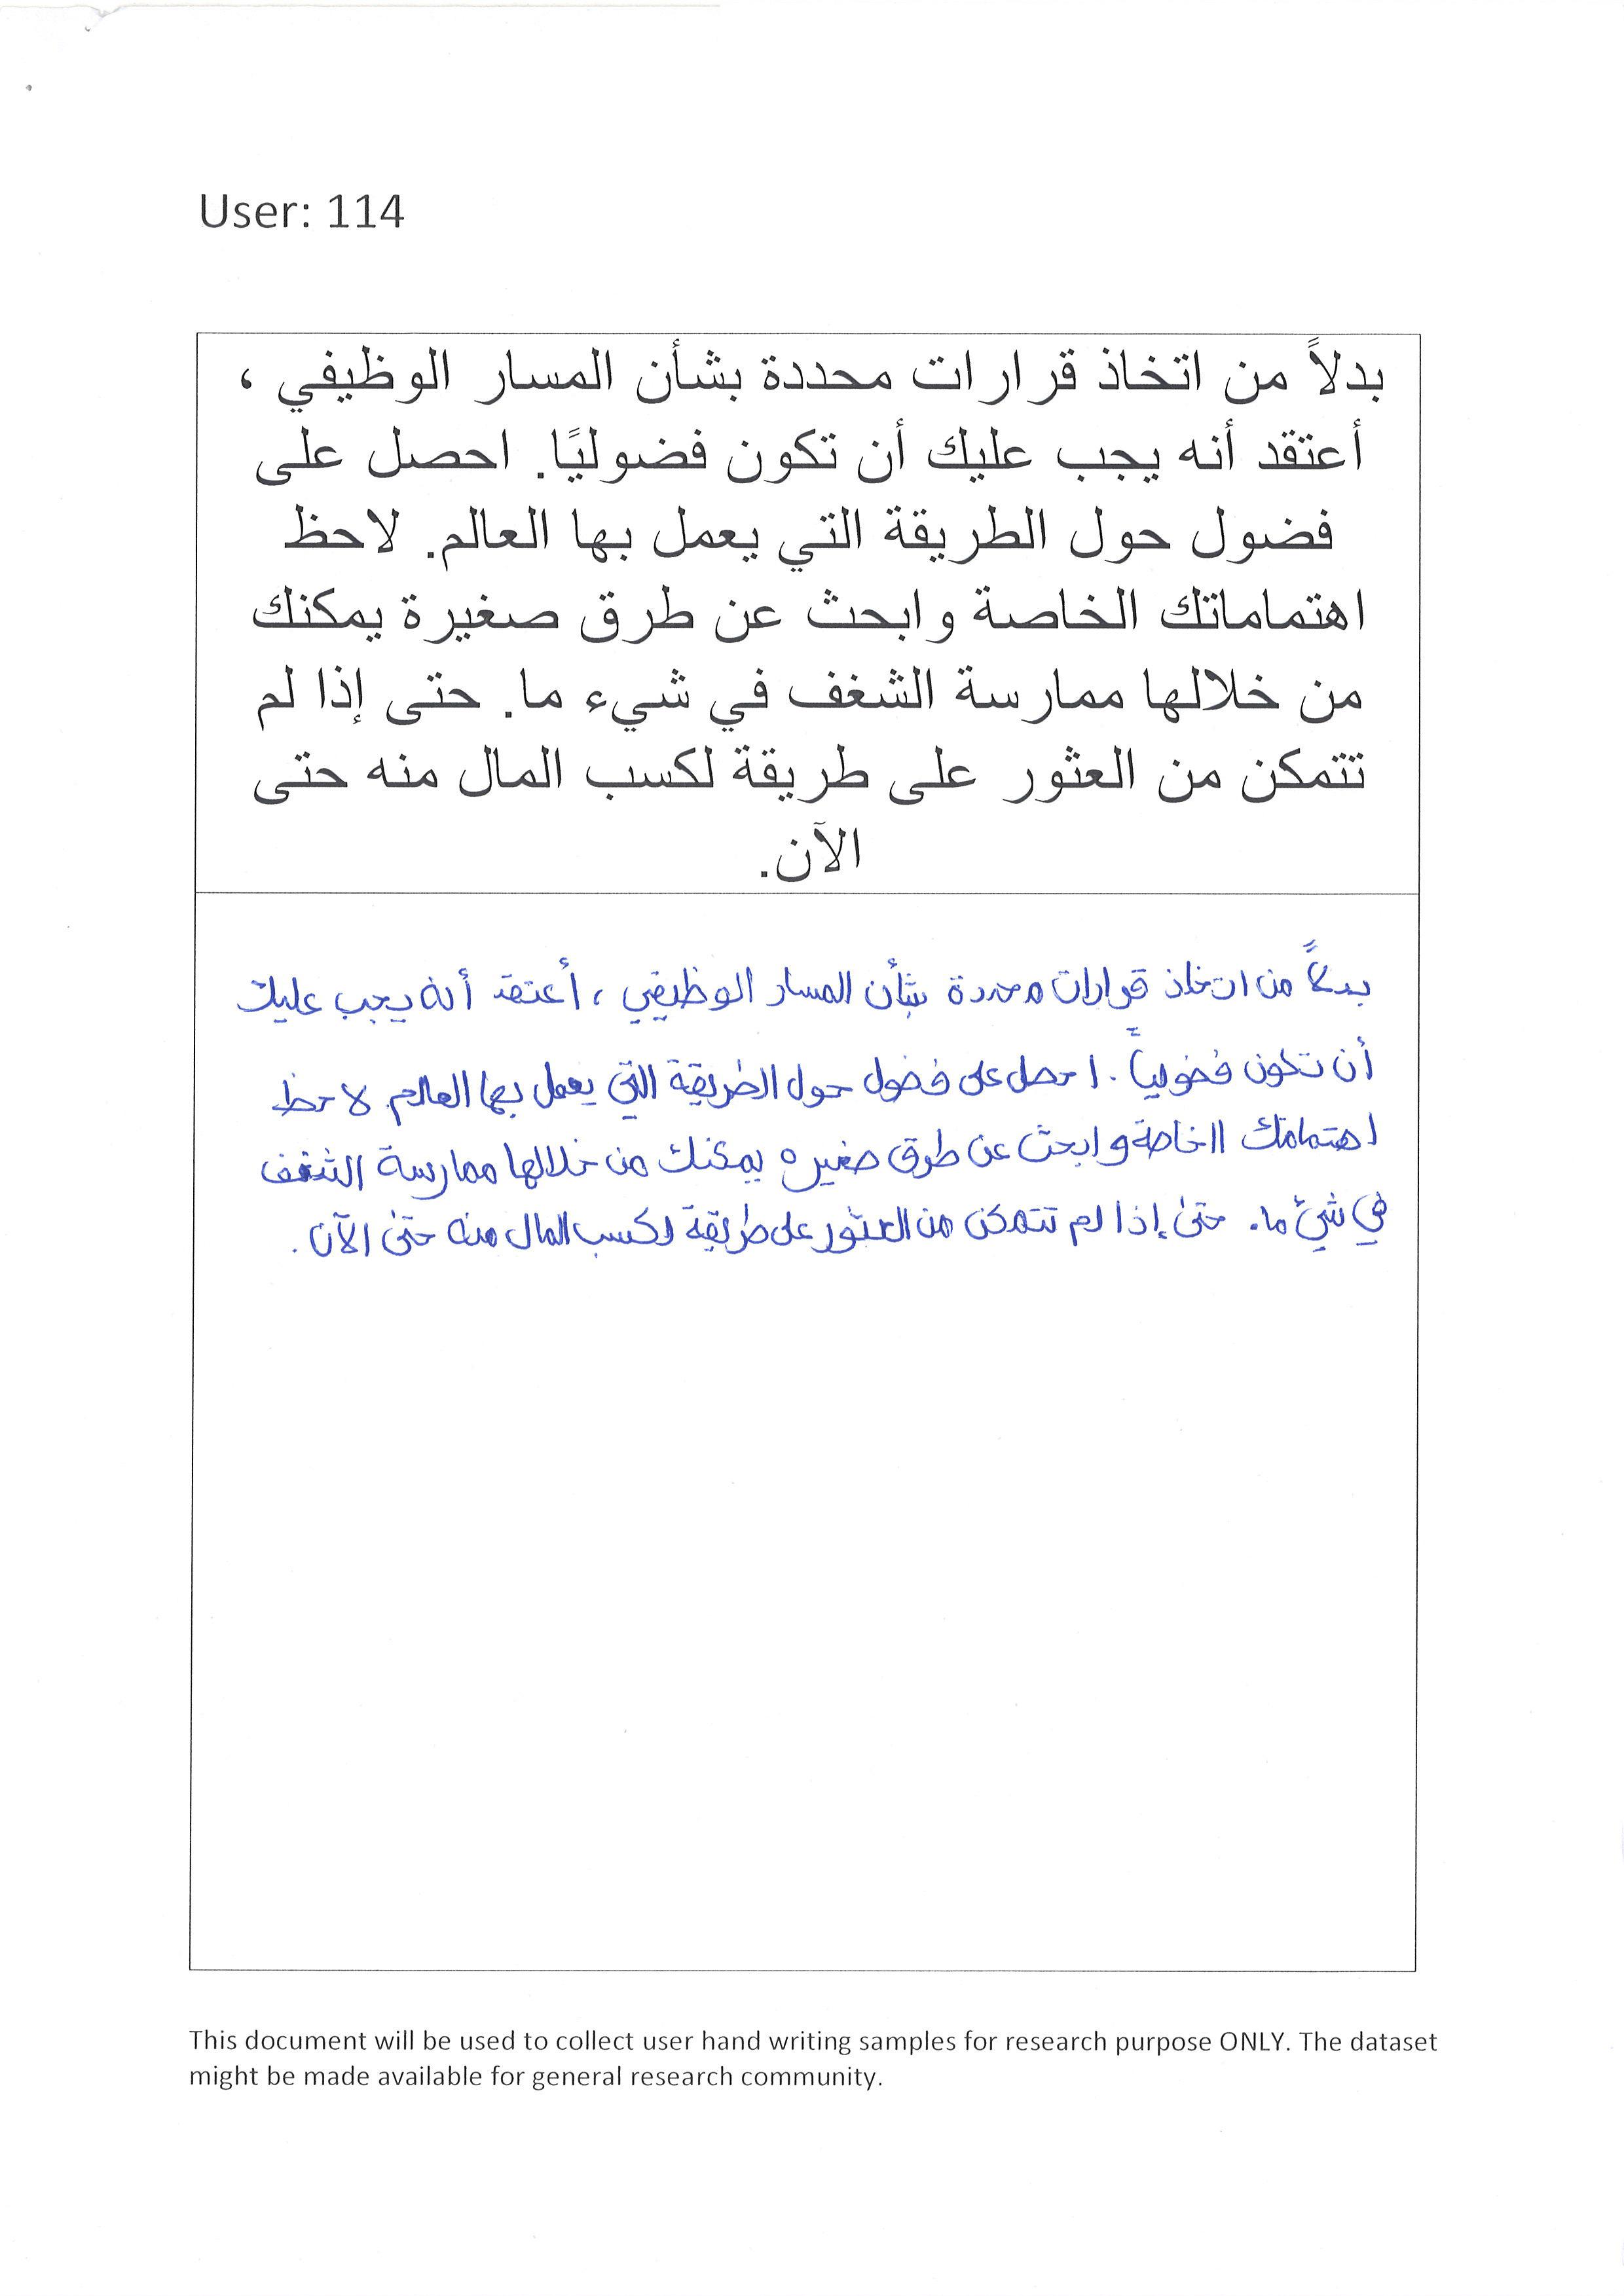 User: 114
بدلاً من اتخاذ قرارات محددة بشأن المسار الوظيفي ،
أعتقد أنه يجب عليك أن تكون فضوليًا. احصل على
فضول حول الطريقة التي يعمل بها العالم. لاحظ
اهتماماتك الخاصة وابحث عن طرق صغيرة يمكنك
من خلالها ممارسة الشغف في شيء ما. حتى إذا لم
تتمكن من العثور على طريقة لكسب المال منه حتى
الآن.
بدلاً من اتخاذ قرارات محددة بشأن المسار الوظيفي ، أعتقد أنه يجب عليك
أن تكون فضولياً . احصل على فضول حول الطريقة التي يعمل بها العالم. لاحظ
اهتمامتك الخاصة وابحث عن طرق صغيره يمكنك من خلالها ممارسة الشغف
في شيئ ما. حتى إذا لم تتمكن من العثور على طريقة لكسب المال منه حتى الآن.
This document will be used to collect user hand writing samples for research purpose ONLY. The dataset
might be made available for general research community.